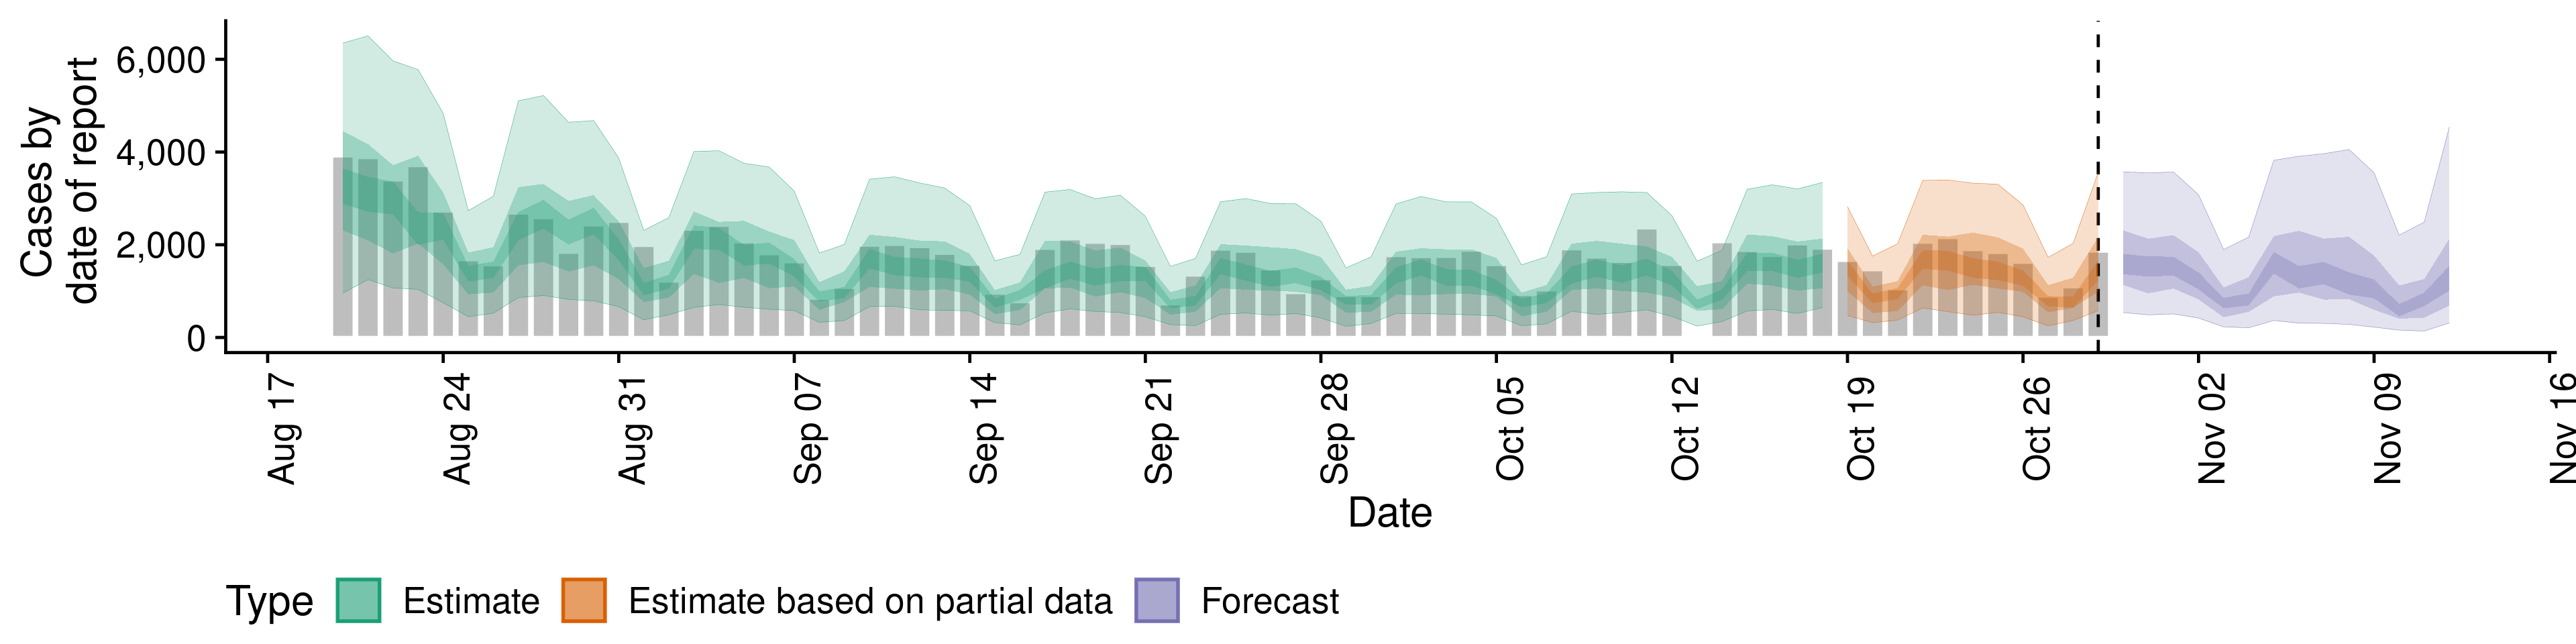 Cases by
date of report
6,000
4,000
2,000
0
Aug 17
Aug 24
Aug 31
Sep 07
Sep 14
Sep 21
Sep 28
Oct 05
Oct 12
Oct 19
Oct 26
Nov 02
Nov 09
Nov 16
Date
Type
Estimate
Estimate based on partial data
Forecast